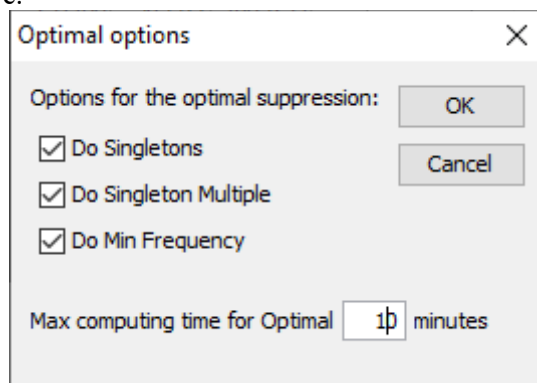 Optimal options
Options for the optimal suppression:
OK
Do Singletons
Cancel
Do Singleton Multiple
Do Min Frequency
Max computing time for Optimal 10 minutes